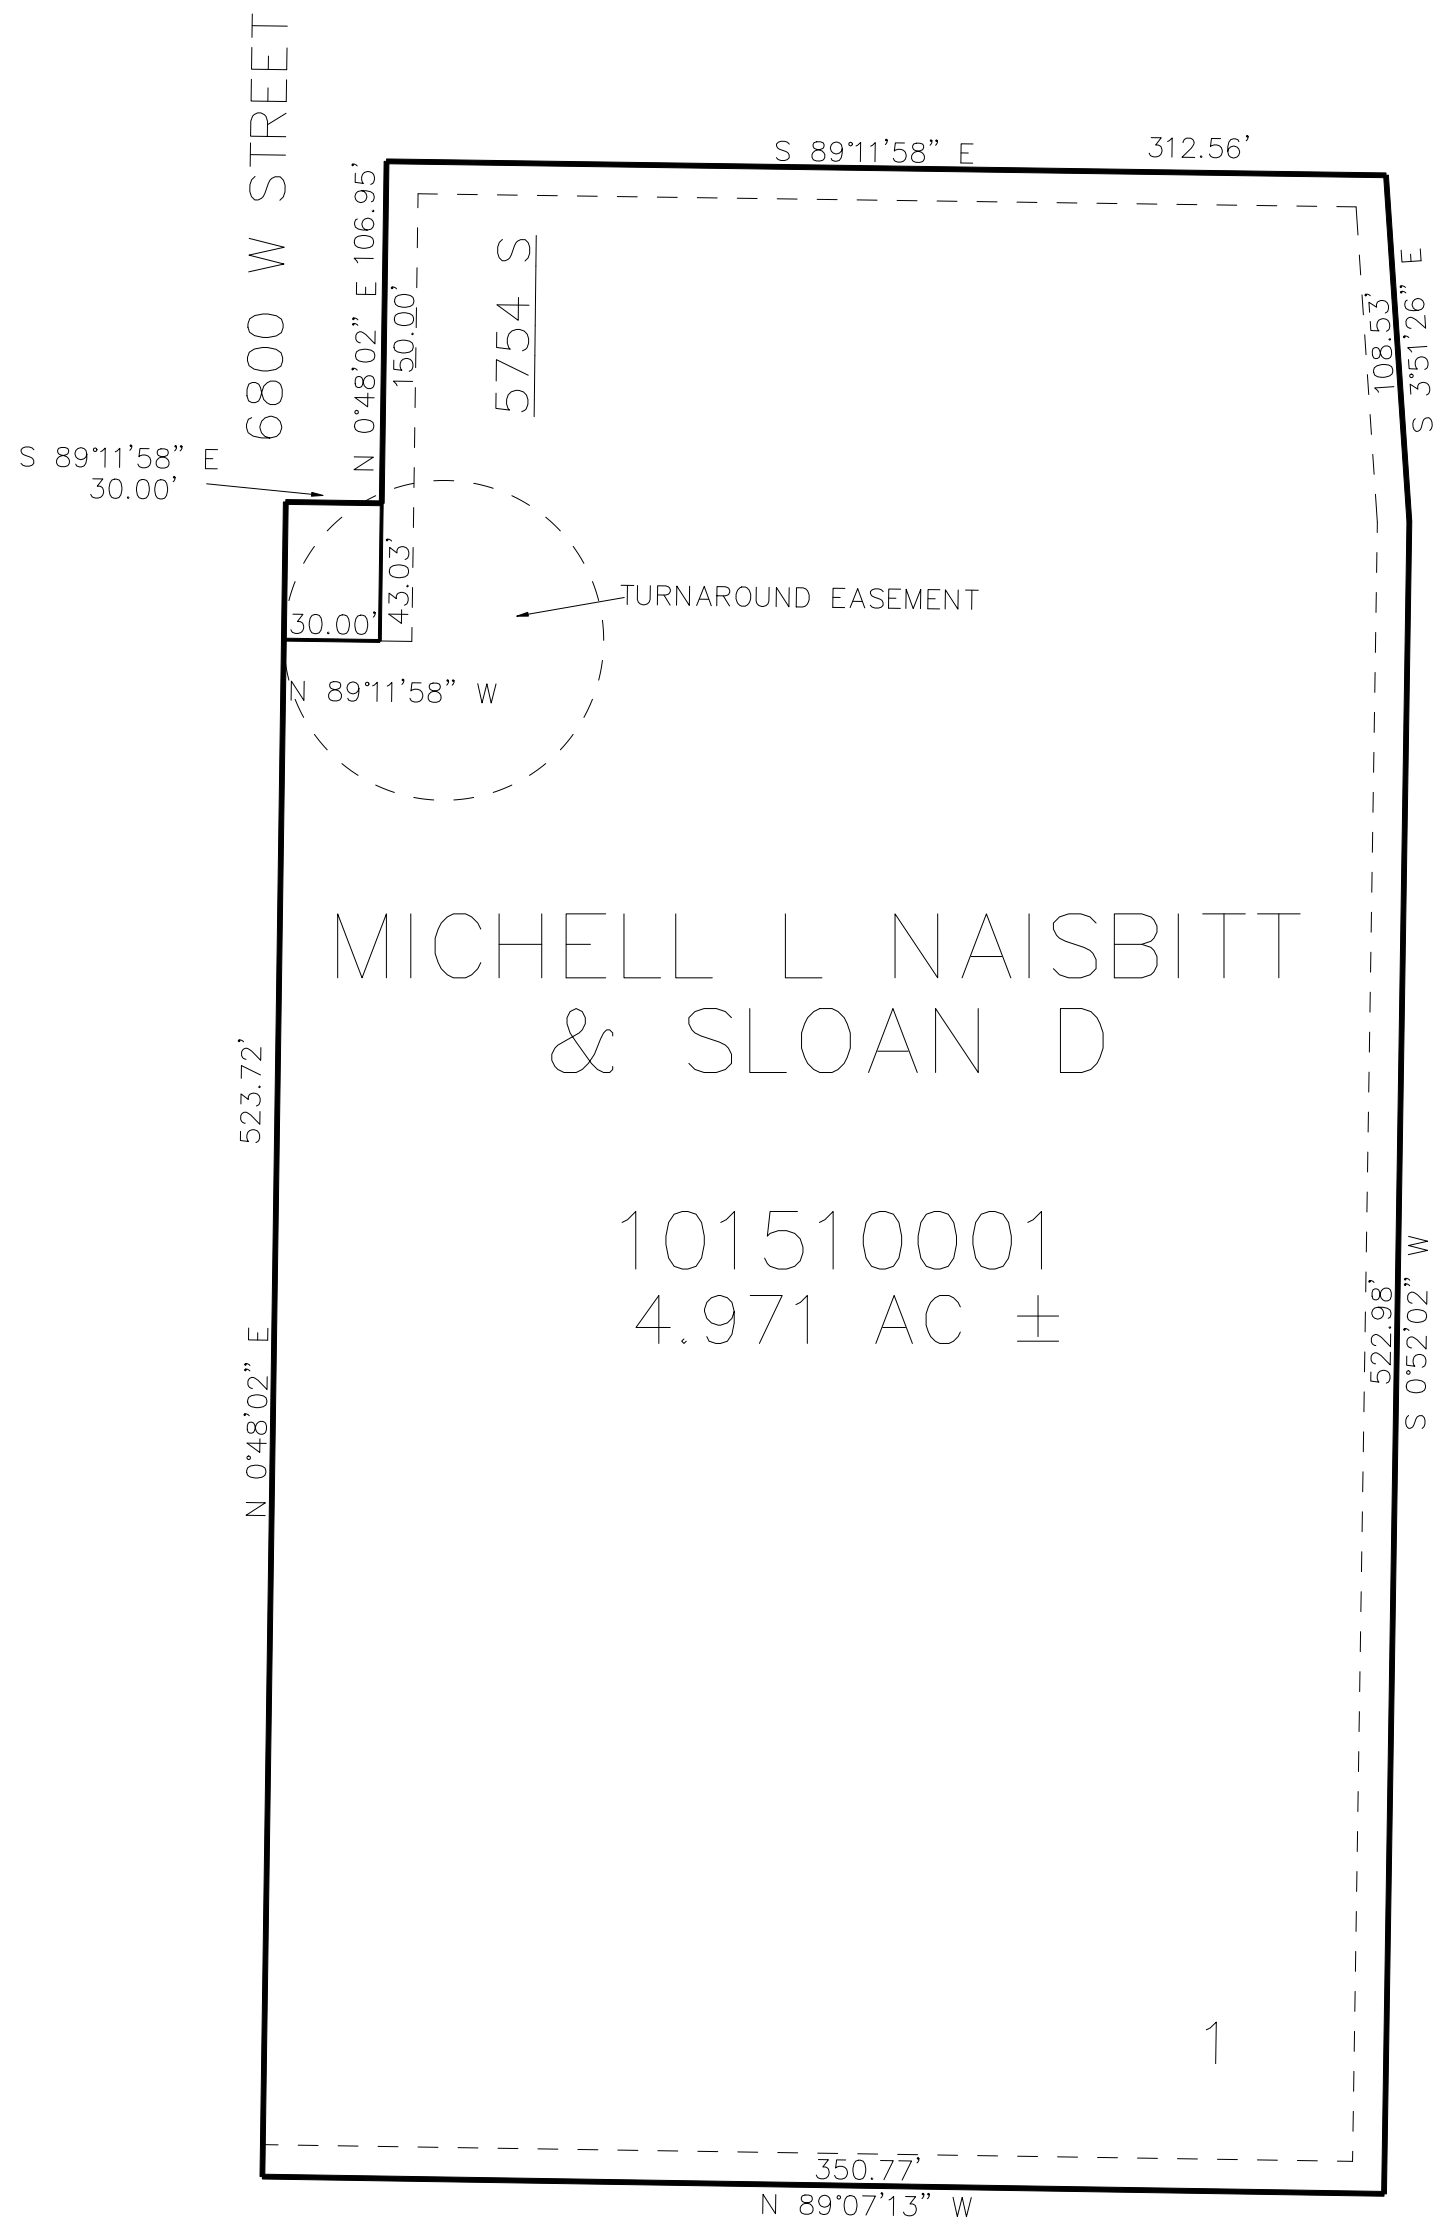 6800 W STREET
S 89°11'58" E
312.56'
N 0°48'02" E 106.95'
150.00'
5754 S
108.53'
S 3°51'26" E
S 89°11'58" E
30.00'
43.03'
30.00'
N 89°11'58" W
TURNAROUND EASEMENT
MICHELL L NAISBITT
& SLOAN D
523.72'
N 0°48'02" E
101510001
4.971 AC ±
522.98'
S 0°52'02" W
1
350.77'
N 89°07'13" W